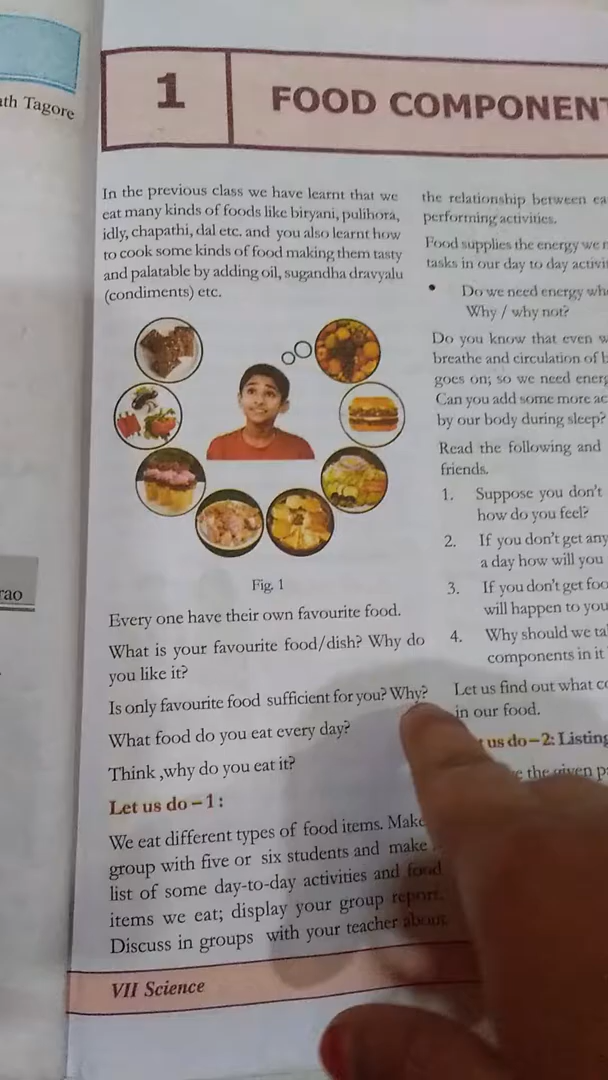 ath Tagore
rao
1
FOOD COMPONENT
In the previous class we have learnt that we
eat many kinds of foods like biryani, pulihora,
idly, chapathi, dal etc. and you also learnt how
to cook some kinds of food making them tasty
and palatable by adding oil, sugandha dravyalu
(condiments) etc.
Fig. 1
Every one have their own favourite food.
What is your favourite food/dish? Why do
you like it?
Is only favourite food sufficient for you? Why?
What food do you eat every day?
Think ,why do you eat it?
Let us do – 1 :
We eat different types of food items. Make
group with five or six students and make
list of some day-to-day activities and food
items we eat; display your group report.
Discuss in groups with your teacher about
VII Science
the relationship between ea
performing activities.
Food supplies the energy we n
tasks in our day to day activit
• Do we need energy whe
Why / why not?
Do you know that even w
breathe and circulation of b
goes on; so we need energ
Can you add some more ac
by our body during sleep?
Read the following and
friends.
1. Suppose you don't
how do you feel?
2. If you don't get any
a day how will you
3. If you don't get foo
will happen to you
4. Why should we ta
components in it
Let us find out what co
in our food.
us do – 2: Listing
the given p